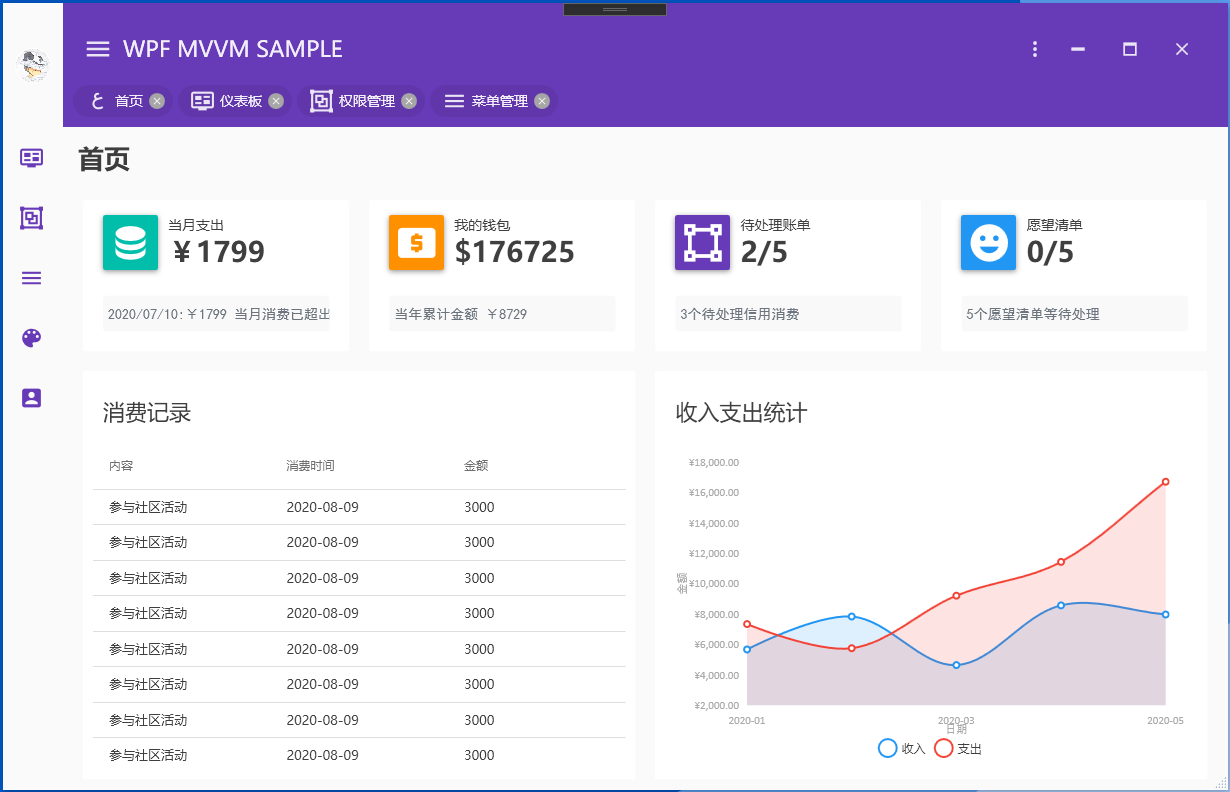 WPF MVVM SAMPLE
首页
仪表板
权限管理
菜单管理
首页
当月支出
¥1799
我的钱包
$176725
待处理账单
2/5
愿望清单
0/5
2020/07/10:¥1799 当月消费已超出
当年累计金额 ¥8729
3个待处理信用消费
5个愿望清单等待处理
消费记录
内容 消费时间 金额
参与社区活动 2020-08-09 3000
参与社区活动 2020-08-09 3000
参与社区活动 2020-08-09 3000
参与社区活动 2020-08-09 3000
参与社区活动 2020-08-09 3000
参与社区活动 2020-08-09 3000
参与社区活动 2020-08-09 3000
参与社区活动 2020-08-09 3000
收入支出统计
¥18,000.00
¥16,000.00
¥14,000.00
¥12,000.00
¥10,000.00
¥8,000.00
¥6,000.00
¥4,000.00
¥2,000.00
金额
2020-01 2020-03 2020-05
日期
收入 支出